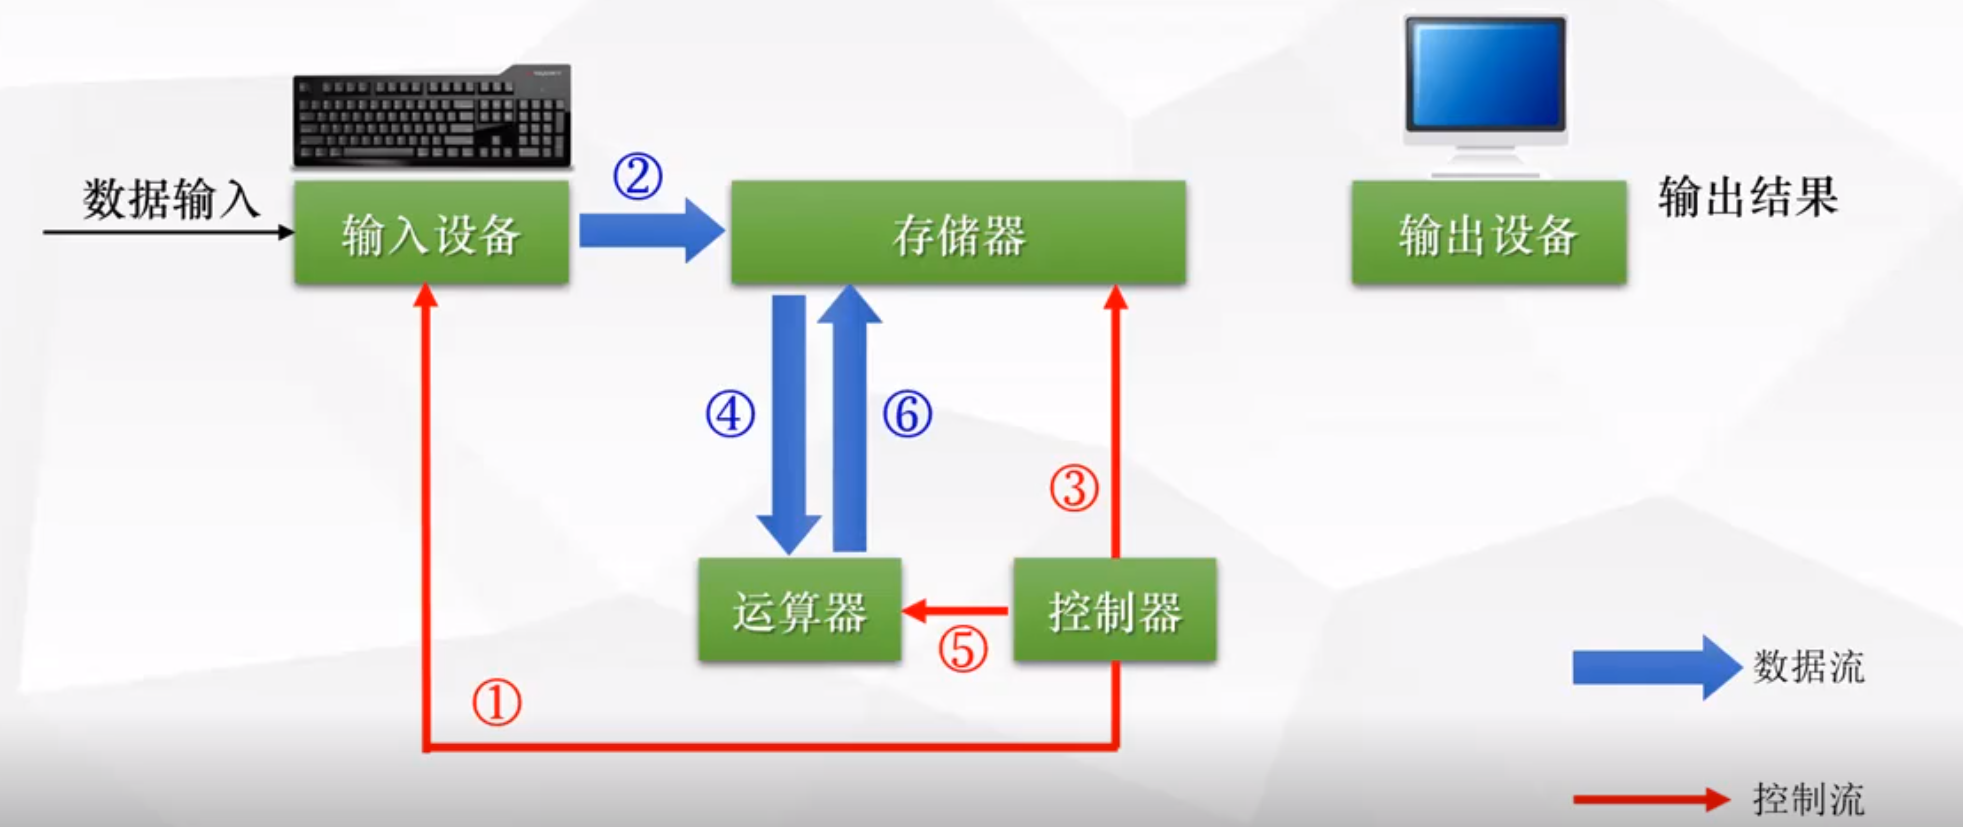 ②
数据输入
输入设备
存储器
输出设备
输出结果
④
⑥
③
运算器
控制器
⑤
①
数据流
控制流